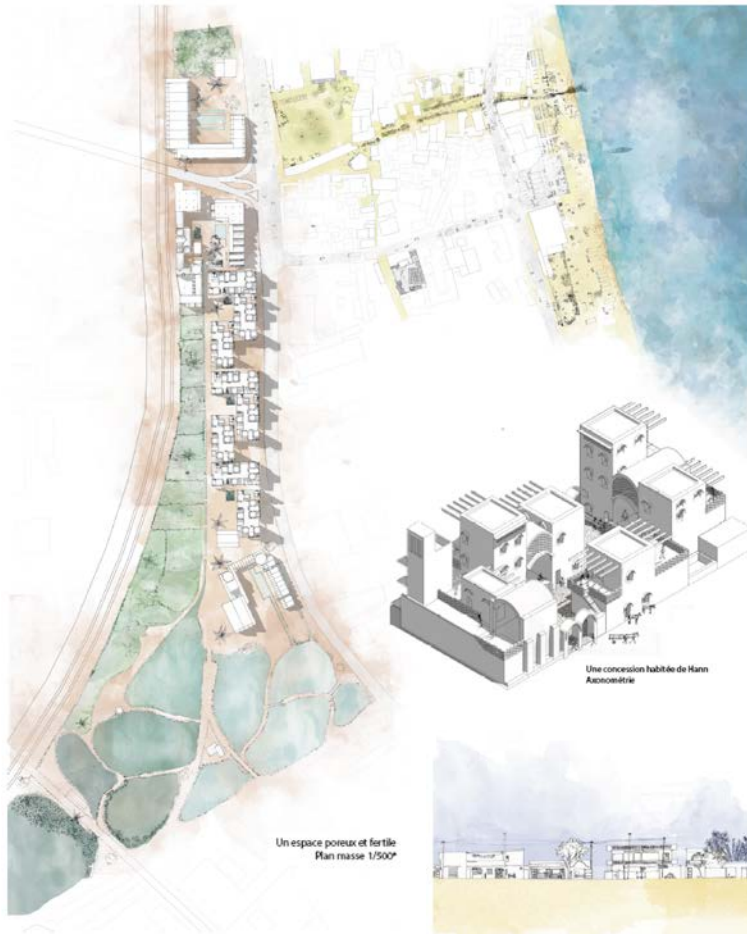 Une concession habitée de Hann
Axonométrie
Un espace poreux et fertile
Plan masse 1/500e